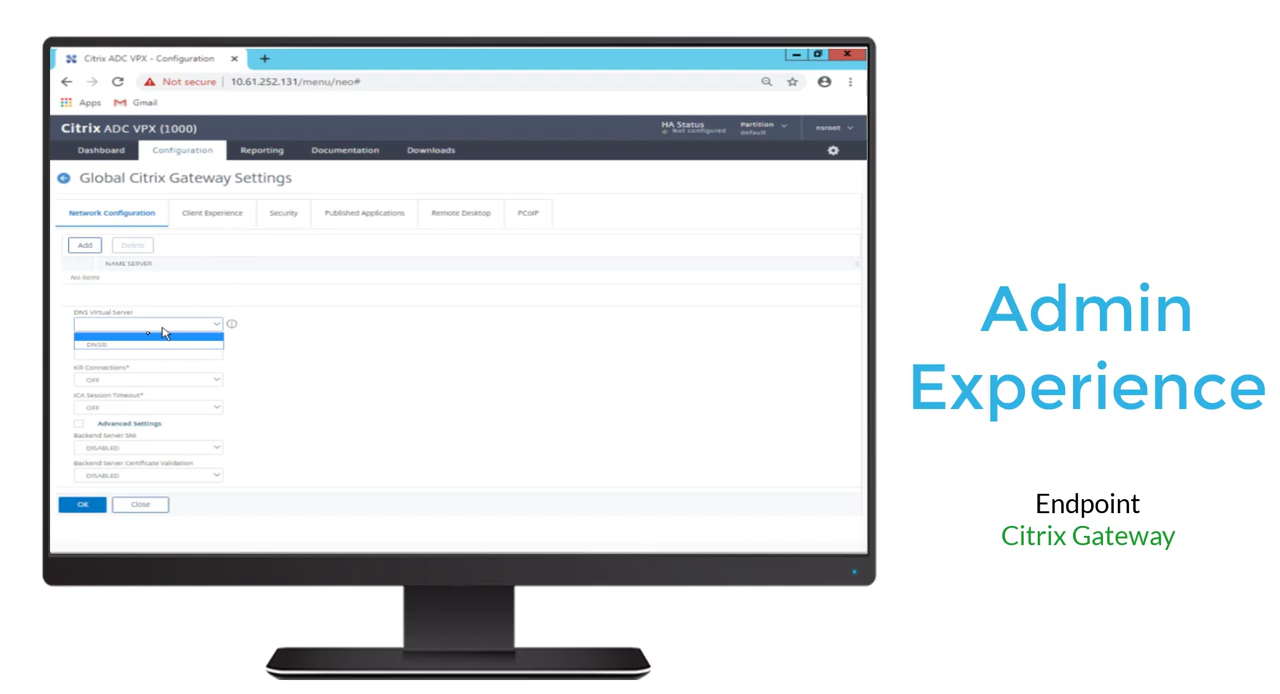 Citrix ADC VPX - Configuration
Not secure | 10.61.252.131/menu/neo#
Apps Gmail
Citrix ADC VPX (1000)
HA Status
Not configured
Partition
default
nsroot
Dashboard Configuration Reporting Documentation Downloads
Global Citrix Gateway Settings
Network Configuration Client Experience Security Published Applications Remote Desktop PCoIP
Add Delete
NAME SERVER
No items
DNS Virtual Server
DNSlb
Kill Connections*
OFF
ICA Session Timeout*
OFF
Advanced Settings
Backend Server SNI
DISABLED
Backend Server Certificate Validation
DISABLED
OK Close
Admin
Experience
Endpoint
Citrix Gateway